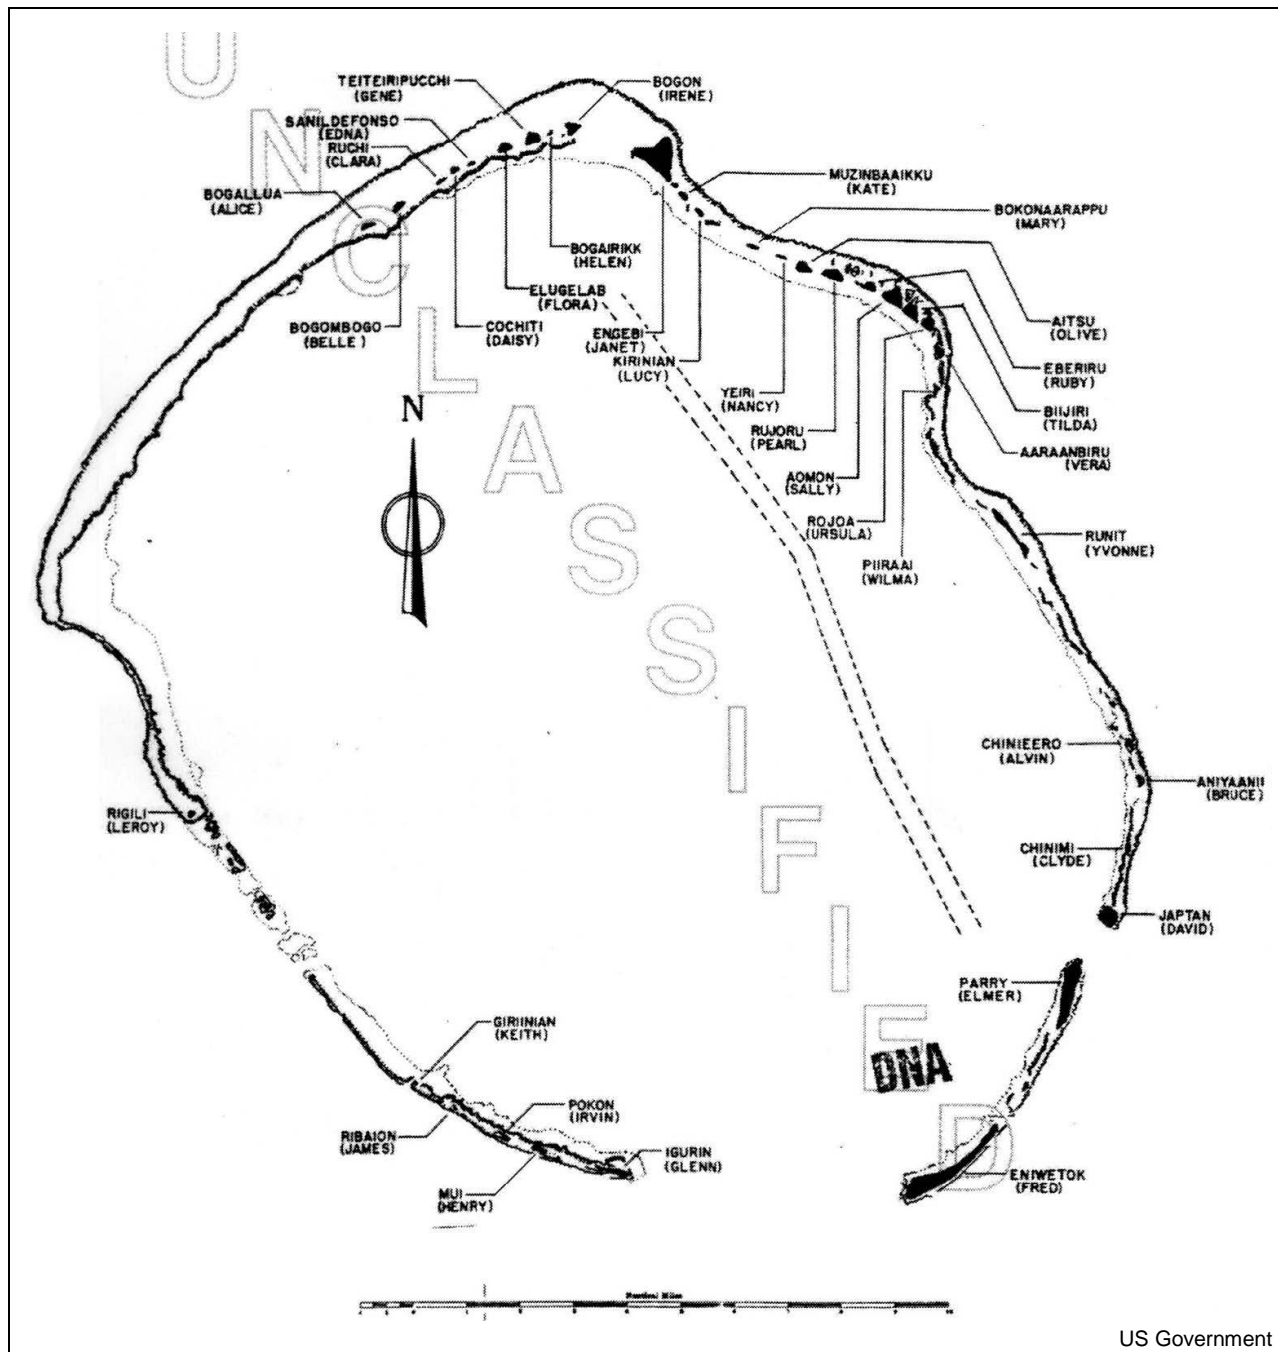 UNCLASSIFIED
TEITEIRIPUCCHI
(GENE)
BOGON
(IRENE)
SANILDEFONSO
(EDNA)
RUCHI
(CLARA)
BOGALLUA
(ALICE)
MUZINBAAIKKU
(KATE)
BOKONAARAPPU
(MARY)
BOGAIRIKK
(HELEN)
ELUGELAB
(FLORA)
BOGOMBOGO
(BELLE)
COCHITI
(DAISY)
ENGEBI
(JANET)
KIRINIAN
(LUCY)
AITSU
(OLIVE)
EBERIRU
(RUBY)
YEIRI
(NANCY)
BIIJIRI
(TILDA)
RUJORU
(PEARL)
AARAANBIRU
(VERA)
AOMON
(SALLY)
ROJOA
(URSULA)
PIIRAAI
(WILMA)
RUNIT
(YVONNE)
N
CHINIEERO
(ALVIN)
ANIYAANII
(BRUCE)
RIGILI
(LEROY)
CHINIMI
(CLYDE)
JAPTAN
(DAVID)
PARRY
(ELMER)
GIRIINIAN
(KEITH)
DNA
POKON
(IRVIN)
RIBAION
(JAMES)
IGURIN
(GLENN)
MUI
(HENRY)
ENIWETOK
(FRED)
Nautical Miles
US Government